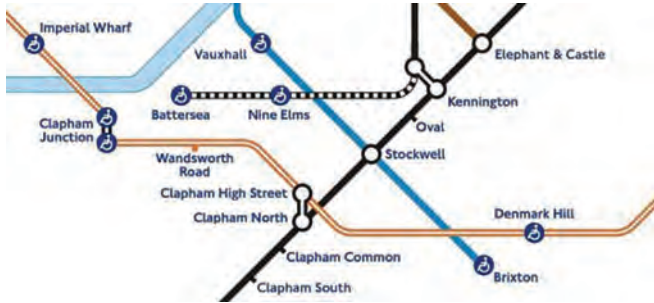 Imperial Wharf
Vauxhall
Elephant & Castle
Battersea
Nine Elms
Kennington
Clapham
Junction
Oval
Wandsworth
Road
Stockwell
Clapham High Street
Clapham North
Denmark Hill
Clapham Common
Brixton
Clapham South